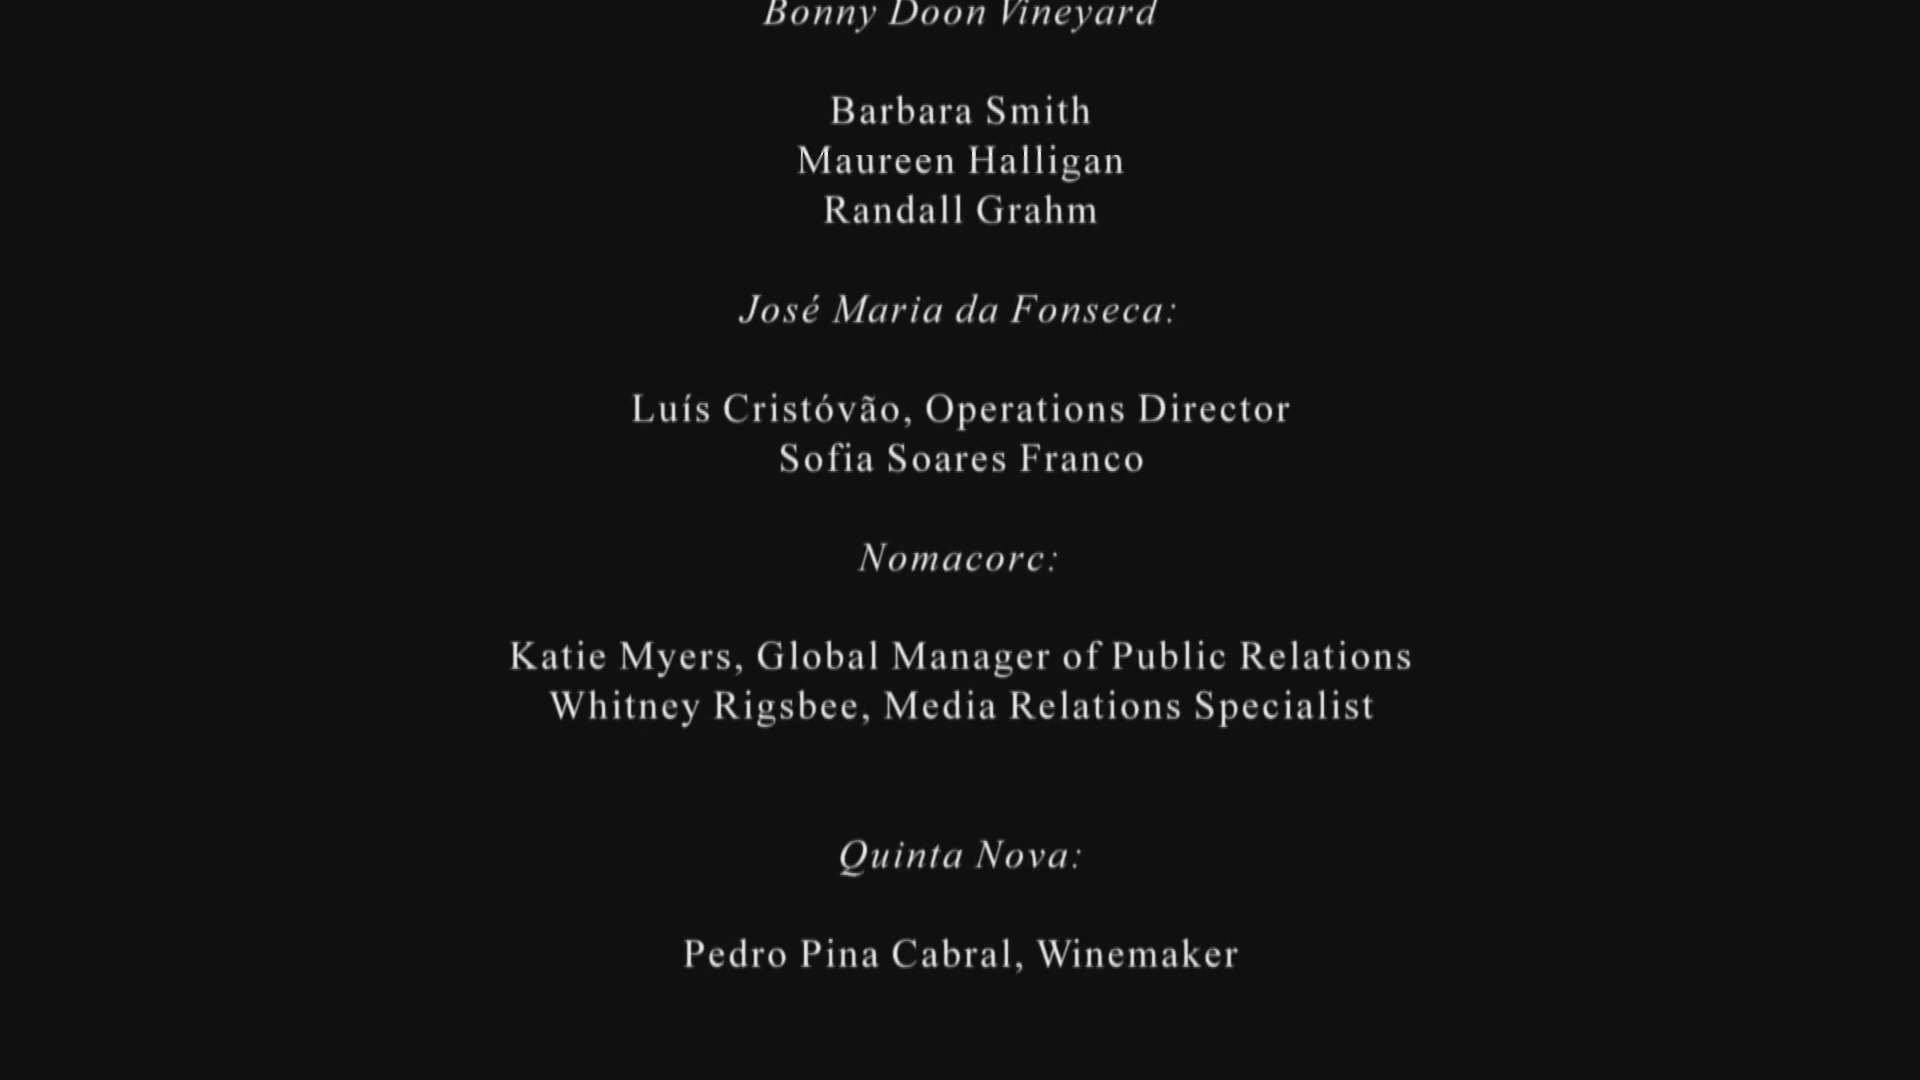 Bonny Doon Vineyard
Barbara Smith
Maureen Halligan
Randall Grahm
José Maria da Fonseca:
Luís Cristóvão, Operations Director
Sofia Soares Franco
Nomacorc:
Katie Myers, Global Manager of Public Relations
Whitney Rigsbee, Media Relations Specialist
Quinta Nova:
Pedro Pina Cabral, Winemaker